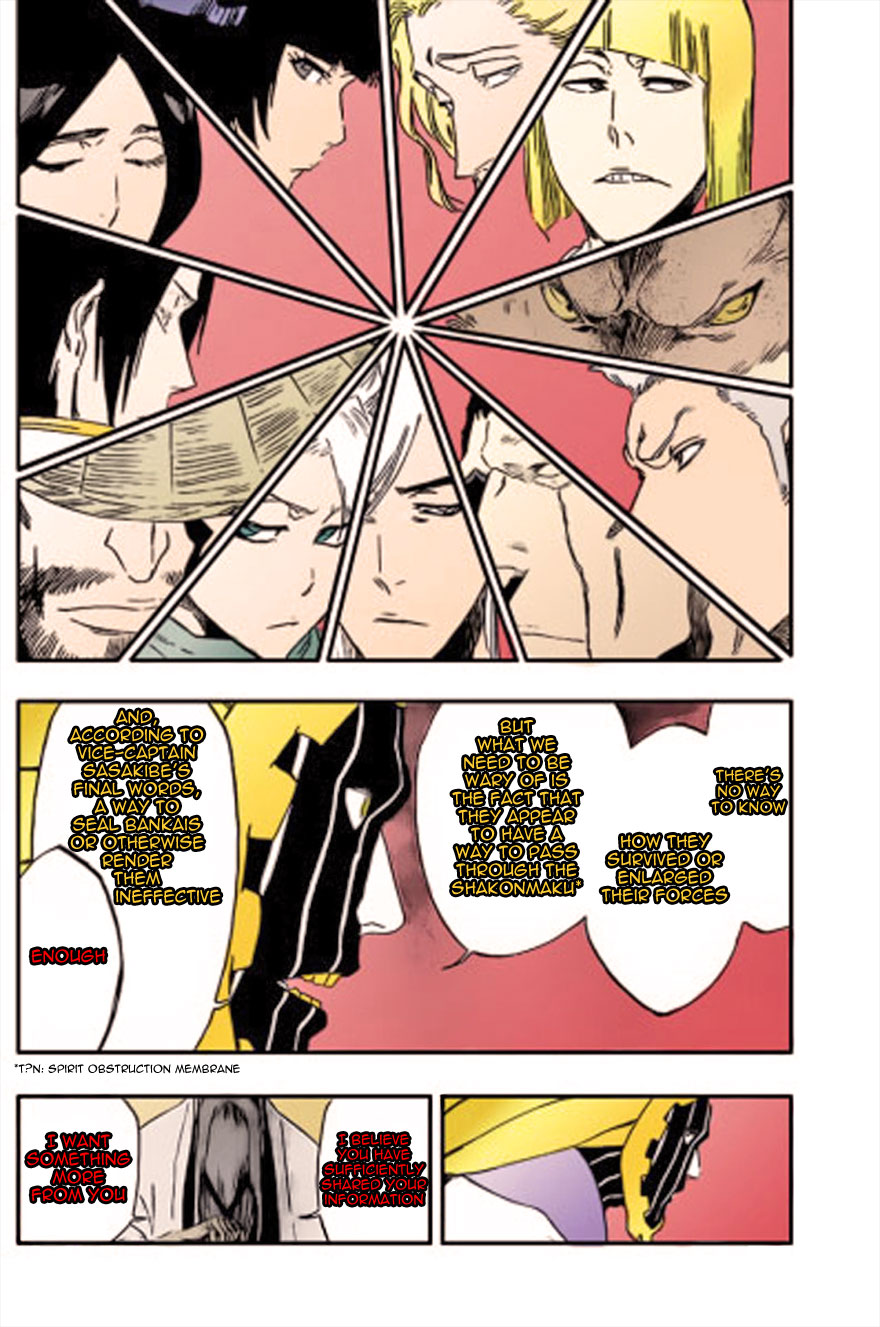 THERE'S
NO WAY
TO KNOW
HOW THEY
SURVIVED OR
ENLARGED
THEIR FORCES
BUT
WHAT WE
NEED TO BE
WARY OF IS
THE FACT THAT
THEY APPEAR
TO HAVE A
WAY TO PASS
THROUGH THE
SHAKONMAKU*
AND,
ACCORDING TO
VICE-CAPTAIN
SASAKIBE'S
FINAL WORDS,
A WAY TO
SEAL BANKAIS
OR OTHERWISE
RENDER
THEM
INEFFECTIVE
ENOUGH
*T?N: SPIRIT OBSTRUCTION MEMBRANE
I BELIEVE
YOU HAVE
SUFFICIENTLY
SHARED YOUR
INFORMATION
I WANT
SOMETHING
MORE
FROM YOU